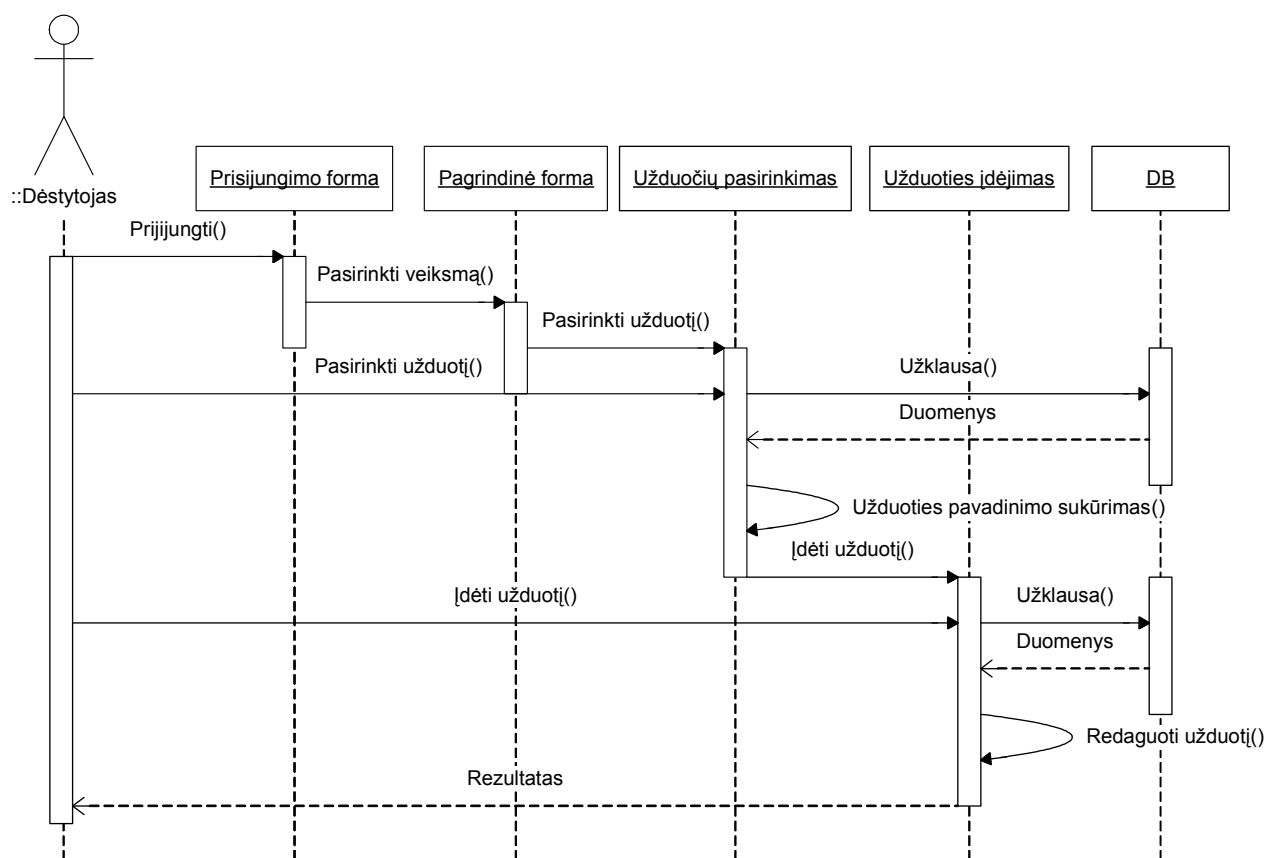 ::Dėstytojas
Prisijungimo forma
Pagrindinė forma
Užduočių pasirinkimas
Užduoties įdėjimas
DB
Prijijungti()
Pasirinkti veiksmą()
Pasirinkti užduotį()
Pasirinkti užduotį()
Užklausa()
Duomenys
Užduoties pavadinimo sukūrimas()
Įdėti užduotį()
Įdėti užduotį()
Užklausa()
Duomenys
Redaguoti užduotį()
Rezultatas